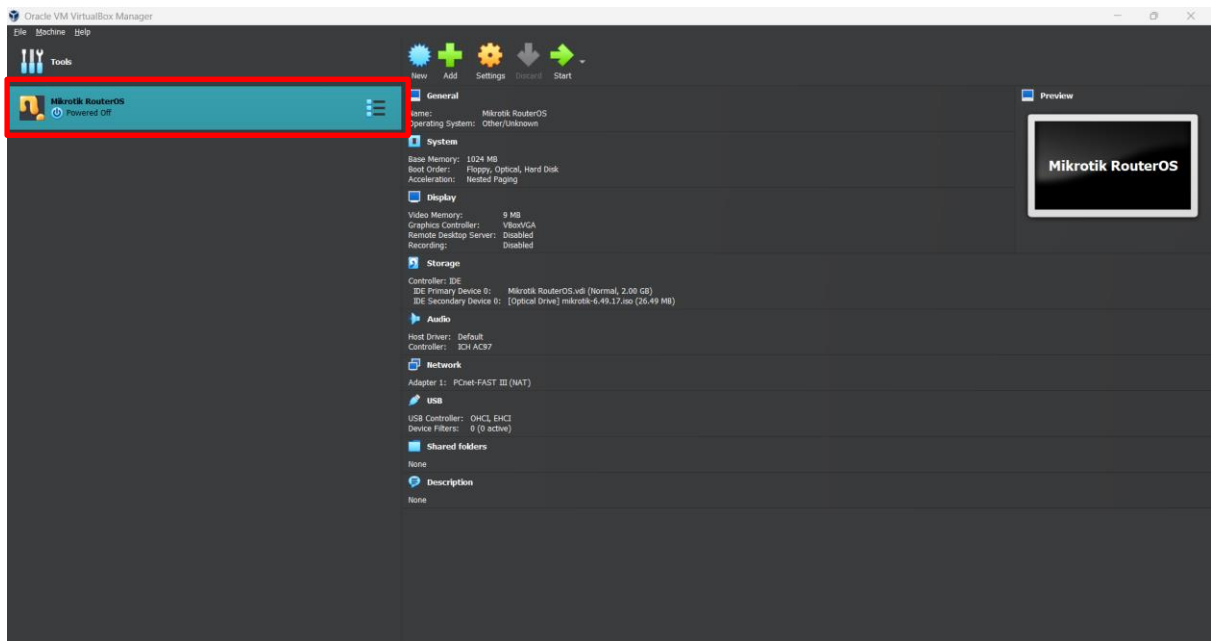 Oracle VM VirtualBox Manager
File Machine Help
Tools
Mikrotik RouterOS
Powered Off
New Add Settings Discard Start
General
Name: Mikrotik RouterOS
Operating System: Other/Unknown
System
Base Memory: 1024 MB
Boot Order: Floppy, Optical, Hard Disk
Acceleration: Nested Paging
Display
Video Memory: 9 MB
Graphics Controller: VBoxVGA
Remote Desktop Server: Disabled
Recording: Disabled
Storage
Controller: IDE
IDE Primary Device 0: Mikrotik RouterOS.vdi (Normal, 2.00 GB)
IDE Secondary Device 0: [Optical Drive] mikrotik-6.49.17.iso (26.49 MB)
Audio
Host Driver: Default
Controller: ICH AC97
Network
Adapter 1: PCnet-FAST III (NAT)
USB
USB Controller: OHCI, EHCI
Device Filters: 0 (0 active)
Shared folders
None
Description
None
Preview
Mikrotik RouterOS